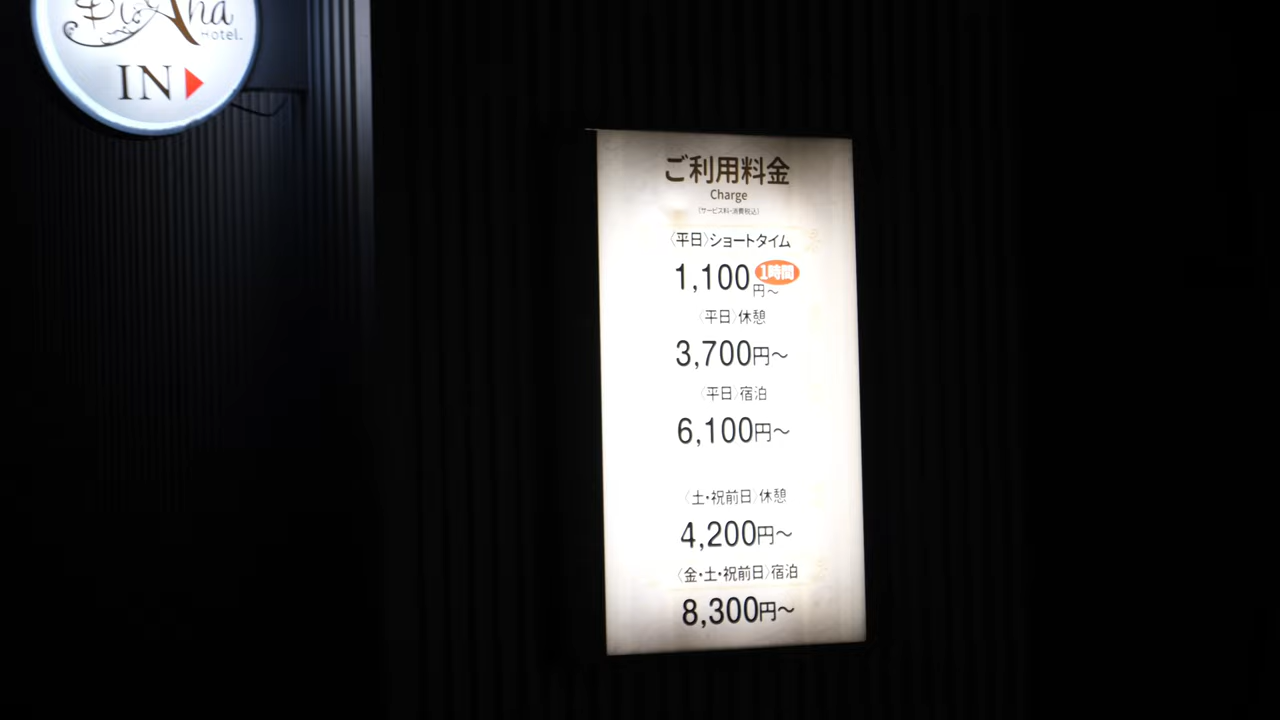 Hotel.
IN
ご利用料金
Charge
(サービス料・消費税込)
〈平日〉ショートタイム
1,100円～ 1時間
〈平日〉休憩
3,700円～
〈平日〉宿泊
6,100円～
〈土・祝前日〉休憩
4,200円～
〈金・土・祝前日〉宿泊
8,300円～